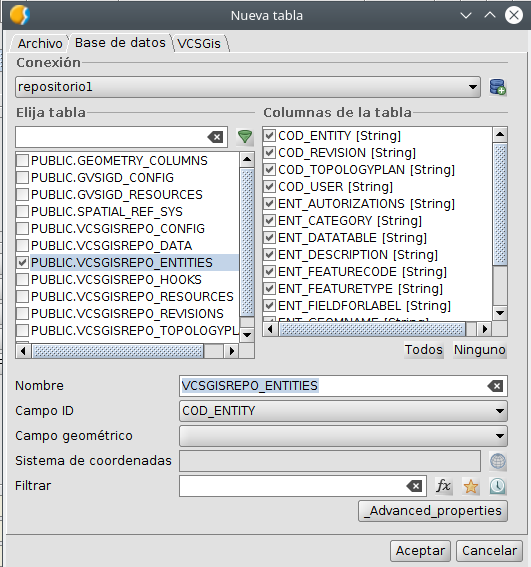 Nueva tabla
Archivo Base de datos VCSGis
Conexión
repositorio1
Elija tabla
PUBLIC.GEOMETRY_COLUMNS
PUBLIC.GVSIGD_CONFIG
PUBLIC.GVSIGD_RESOURCES
PUBLIC.SPATIAL_REF_SYS
PUBLIC.VCSGISREPO_CONFIG
PUBLIC.VCSGISREPO_DATA
PUBLIC.VCSGISREPO_ENTITIES
PUBLIC.VCSGISREPO_HOOKS
PUBLIC.VCSGISREPO_RESOURCES
PUBLIC.VCSGISREPO_REVISIONS
PUBLIC.VCSGISREPO_TOPOLOGYPL
Columnas de la tabla
COD_ENTITY [String]
COD_REVISION [String]
COD_TOPOLOGYPLAN [String]
COD_USER [String]
ENT_AUTORIZATIONS [String]
ENT_CATEGORY [String]
ENT_DATATABLE [String]
ENT_DESCRIPTION [String]
ENT_FEATURECODE [String]
ENT_FEATURETYPE [String]
ENT_FIELDFORLABEL [String]
ENT_GEOMNAME [String]
Todos Ninguno
Nombre VCSGISREPO_ENTITIES
Campo ID COD_ENTITY
Campo geométrico
Sistema de coordenadas
Filtrar fx
_Advanced_properties
Aceptar Cancelar